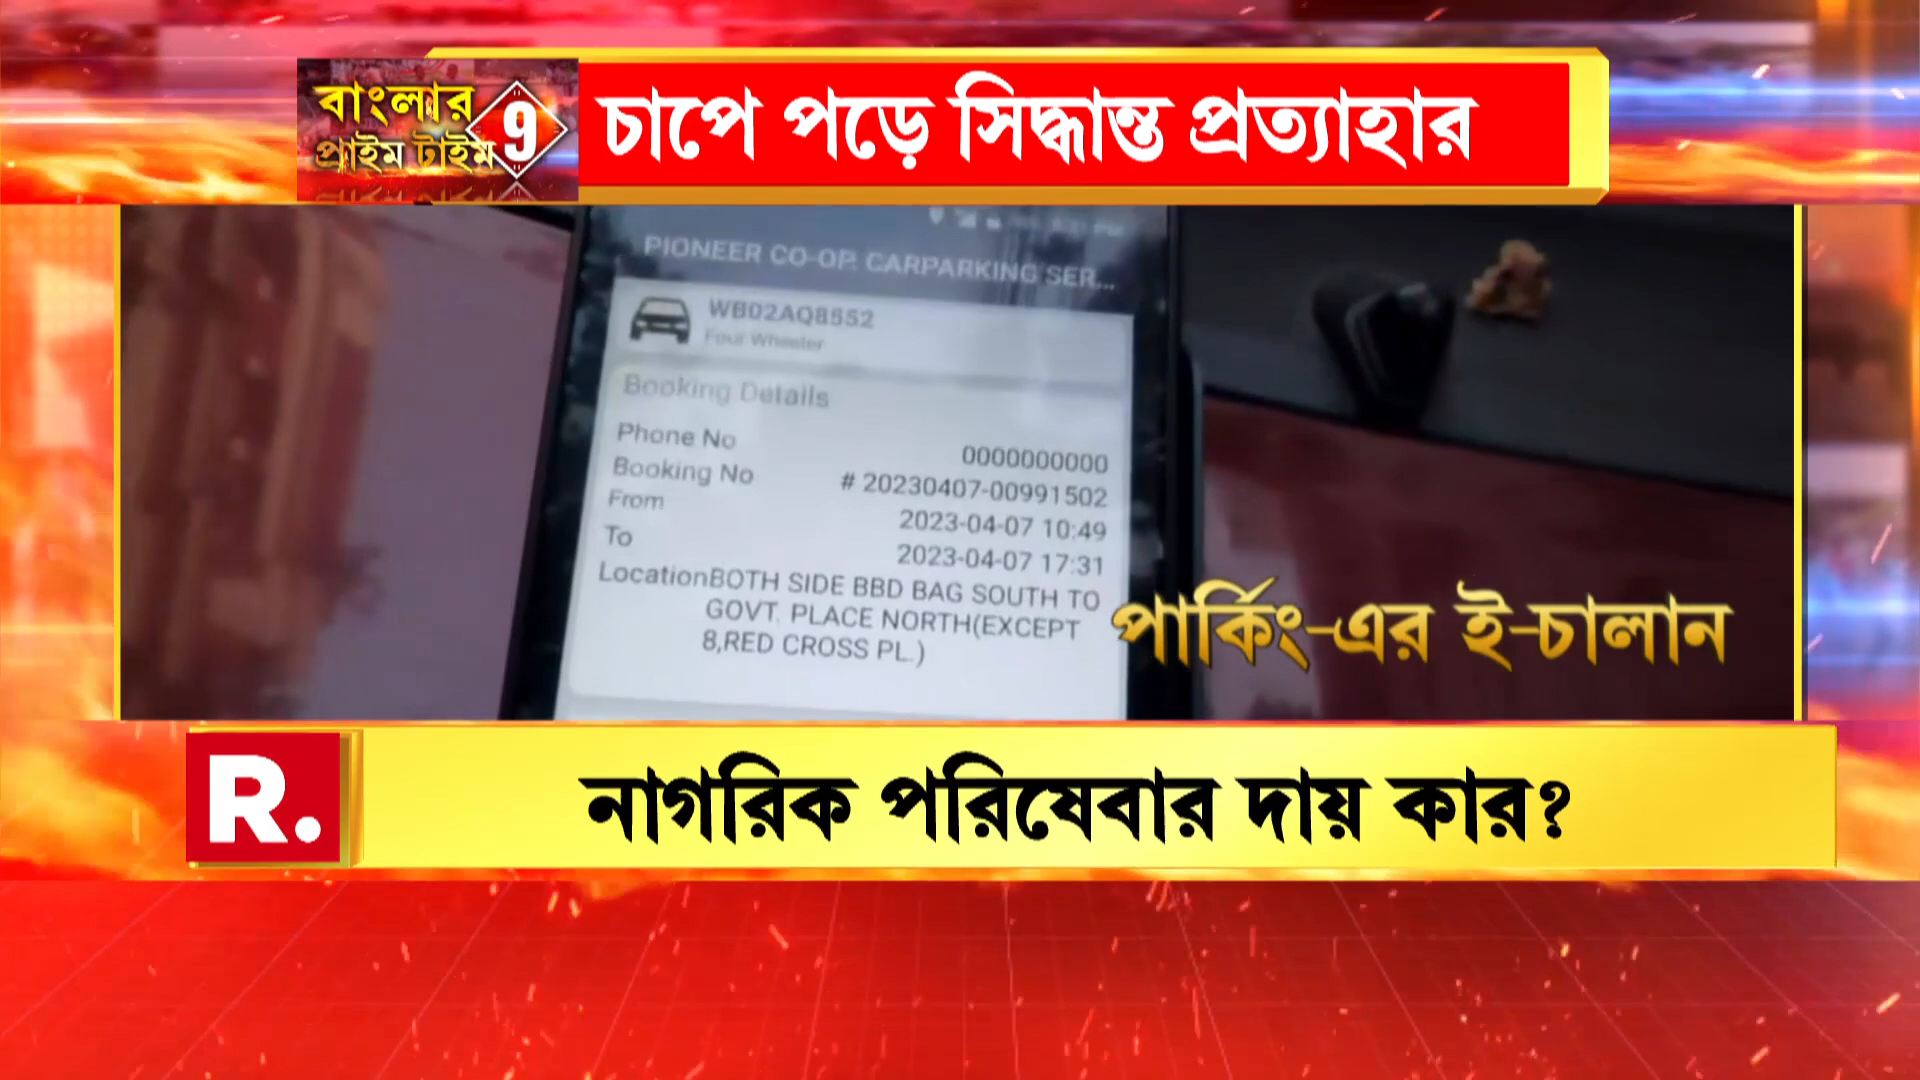 বাংলার
প্রাইম টাইম 9
চাপে পড়ে সিদ্ধান্ত প্রত্যাহার
PIONEER CO-OP. CARPARKING SER...
WB02AQ8552
Four Wheeler
Booking Details
Phone No 0000000000
Booking No # 20230407-00991502
From 2023-04-07 10:49
To 2023-04-07 17:31
Location BOTH SIDE BBD BAG SOUTH TO
GOVT. PLACE NORTH(EXCEPT
8,RED CROSS PL.)
পার্কিং-এর ই-চালান
R.
নাগরিক পরিষেবার দায় কার?